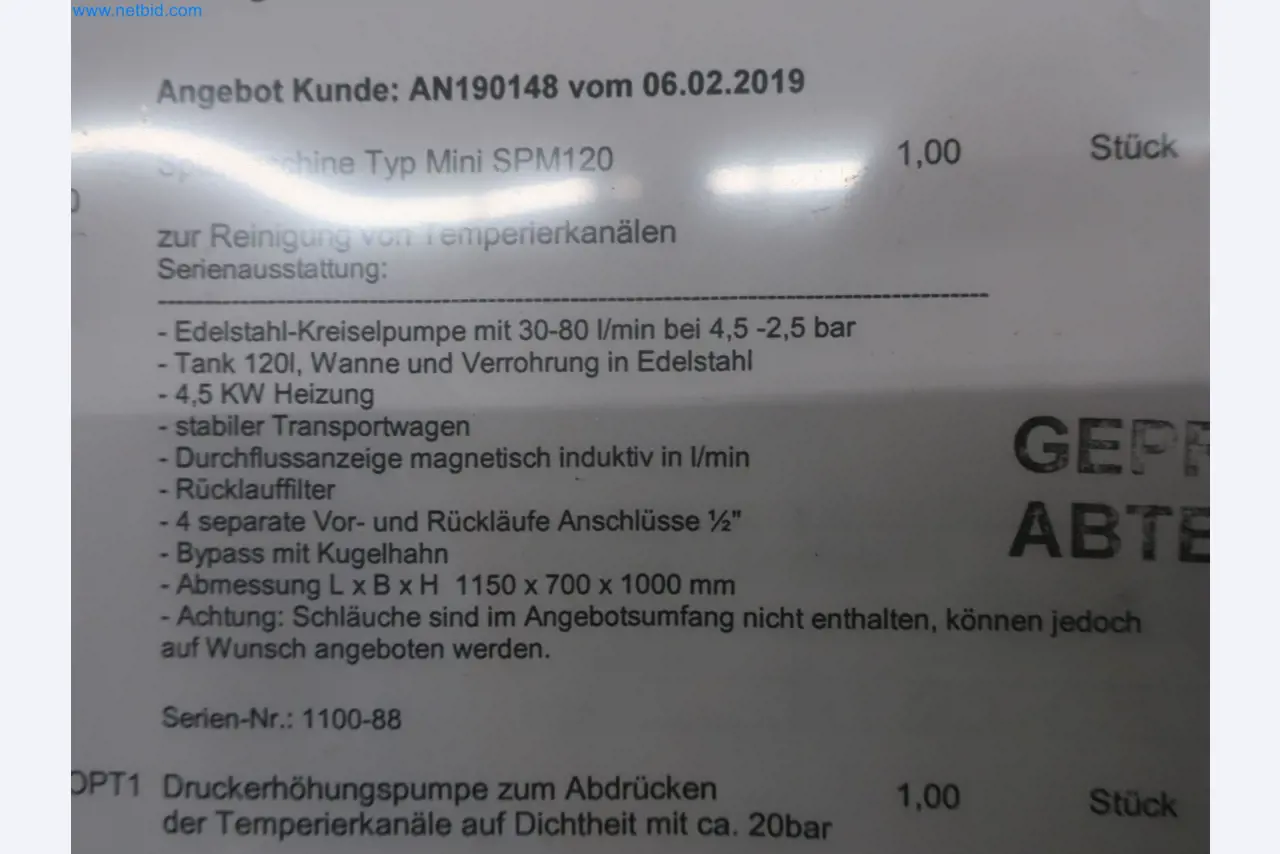 www.netbid.com
Angebot Kunde: AN190148 vom 06.02.2019
Typ Mini SPM120 1,00 Stück
zur Reinigung von Temperierkanälen
Serienausstattung:
- Edelstahl-Kreiselpumpe mit 30-80 l/min bei 4,5 -2,5 bar
- Tank 120l, Wanne und Verrohrung in Edelstahl
- 4,5 KW Heizung
- stabiler Transportwagen
- Durchflussanzeige magnetisch induktiv in l/min
- Rücklauffilter
- 4 separate Vor- und Rückläufe Anschlüsse ½"
- Bypass mit Kugelhahn
- Abmessung L x B x H 1150 x 700 x 1000 mm
- Achtung: Schläuche sind im Angebotsumfang nicht enthalten, können jedoch
auf Wunsch angeboten werden.
GEPR
ABTE
Serien-Nr.: 1100-88
OPT1 Druckerhöhungspumpe zum Abdrücken 1,00 Stück
der Temperierkanäle auf Dichtheit mit ca. 20bar